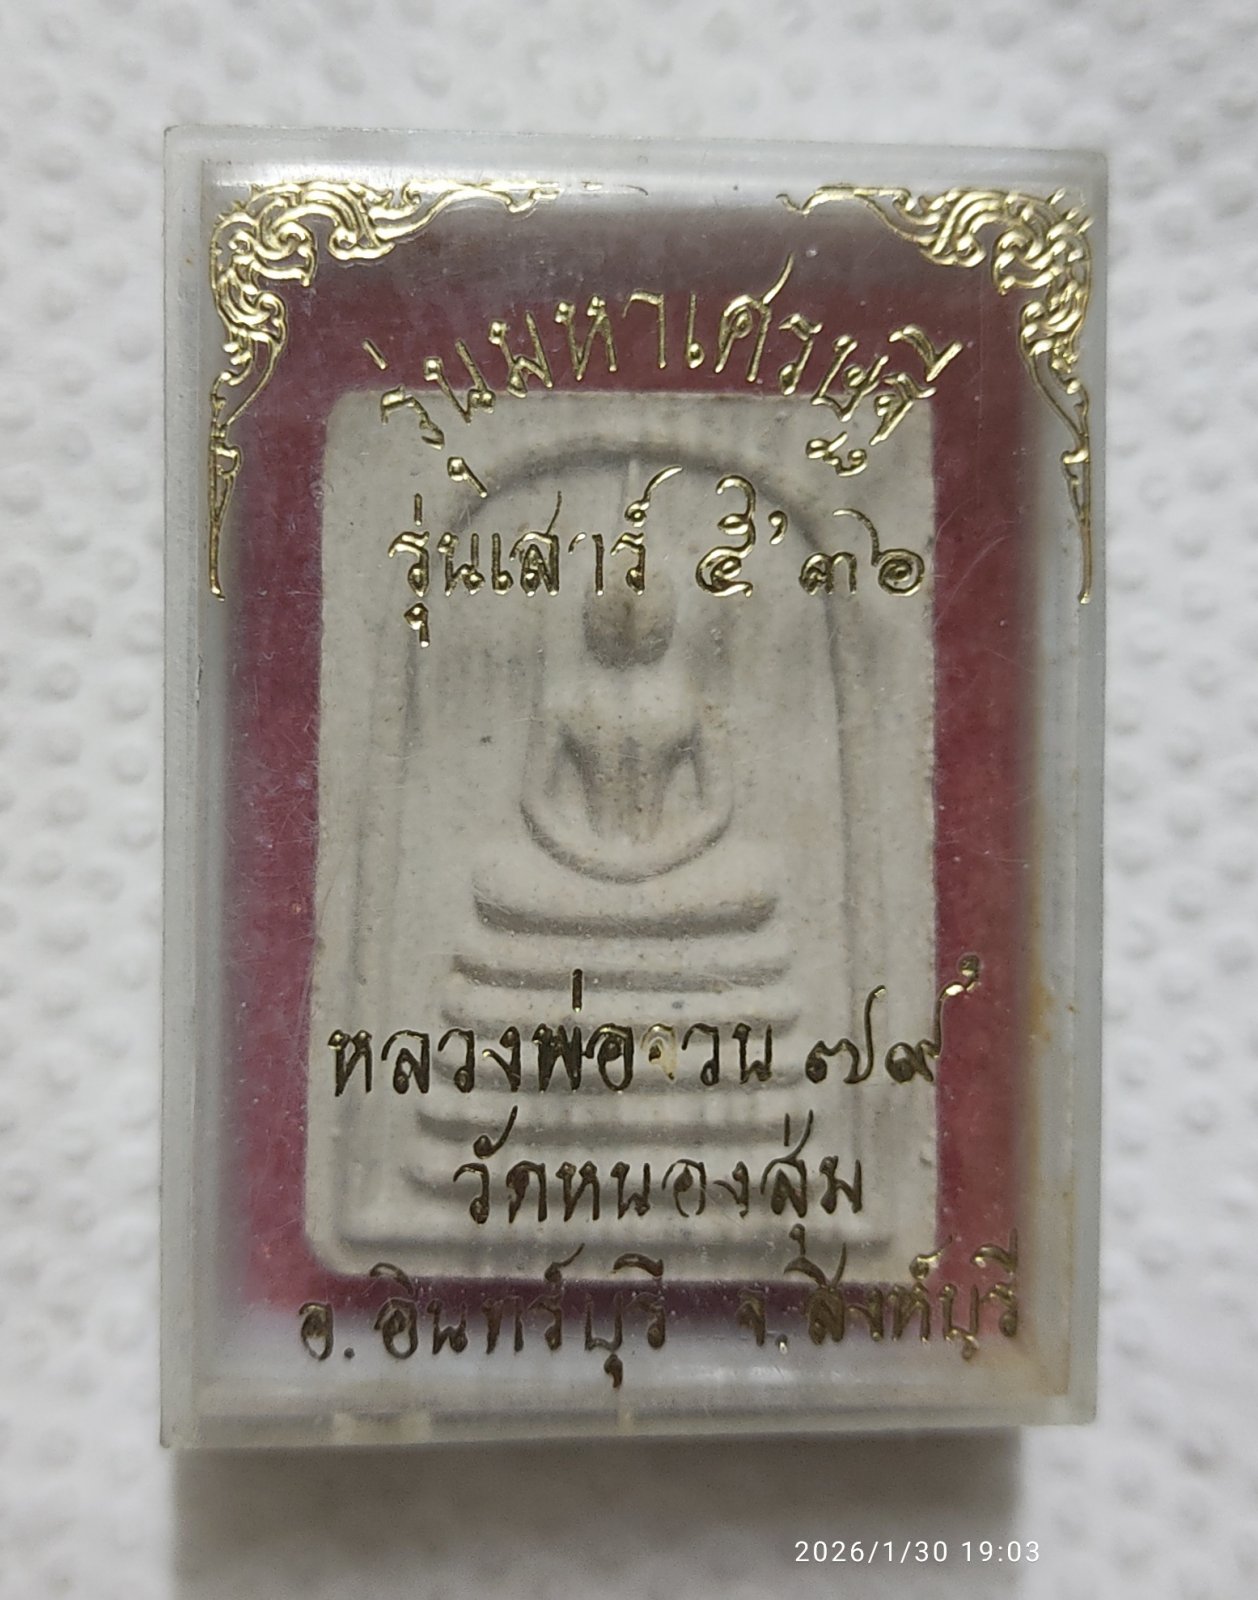 รุ่นมหาเศรษฐี
รุ่นเสาร์ ๕' ๓๖
หลวงพ่อจวน ๗๙
วัดหนองสุ่ม
อ.อินทร์บุรี จ.สิงห์บุรี
2026/1/30 19:03